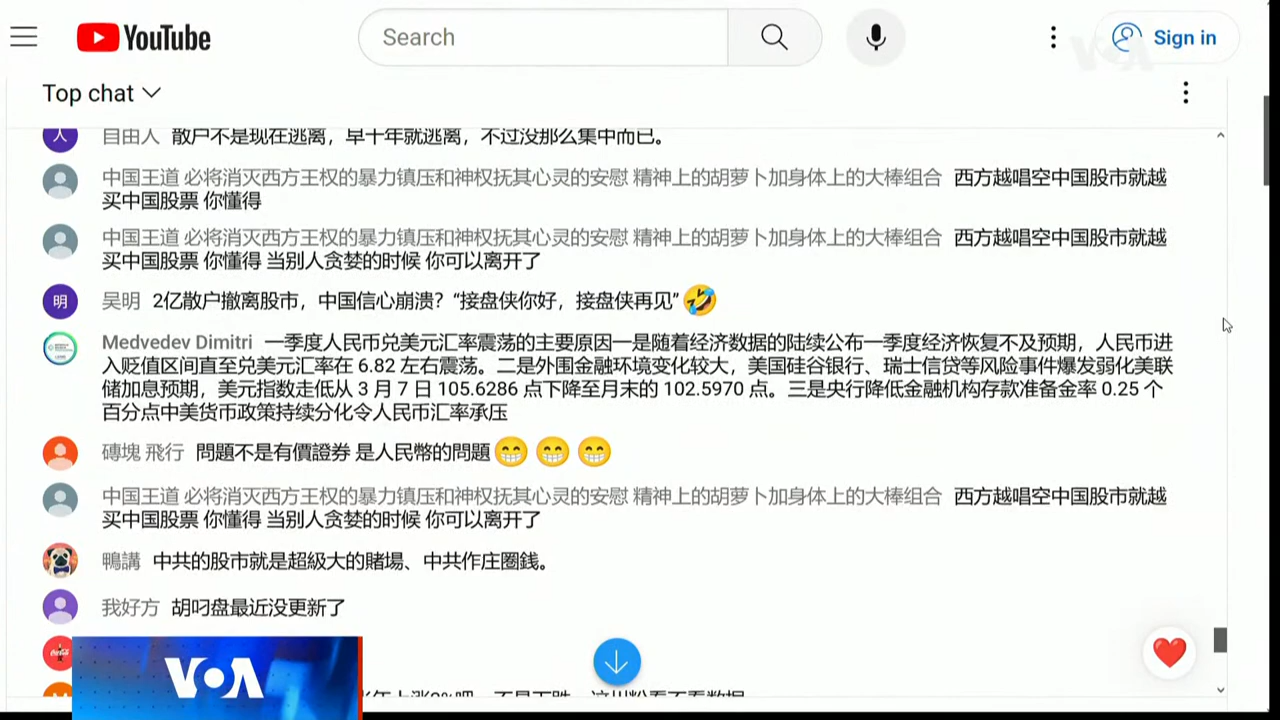 YouTube
Search
Sign in
VOA
Top chat
自由人 散户不是现在逃离，早十年就逃离，不过没那么集中而已。
中国王道 必将消灭西方王权的暴力镇压和神权抚其心灵的安慰 精神上的胡萝卜加身体上的大棒组合 西方越唱空中国股市就越
买中国股票 你懂得
中国王道 必将消灭西方王权的暴力镇压和神权抚其心灵的安慰 精神上的胡萝卜加身体上的大棒组合 西方越唱空中国股市就越
买中国股票 你懂得 当别人贪婪的时候 你可以离开了
明 吴明 2亿散户撤离股市，中国信心崩溃？“接盘侠你好，接盘侠再见”🤣
Medvedev Dimitri 一季度人民币兑美元汇率震荡的主要原因一是随着经济数据的陆续公布一季度经济恢复不及预期，人民币进
入贬值区间直至兑美元汇率在 6.82 左右震荡。二是外围金融环境变化较大，美国硅谷银行、瑞士信贷等风险事件爆发弱化美联
储加息预期，美元指数走低从 3 月 7 日 105.6286 点下降至月末的 102.5970 点。三是央行降低金融机构存款准备金率 0.25 个
百分点中美货币政策持续分化令人民币汇率承压
磚塊 飛行 問題不是有價證券 是人民幣的問題😁😁😁
中国王道 必将消灭西方王权的暴力镇压和神权抚其心灵的安慰 精神上的胡萝卜加身体上的大棒组合 西方越唱空中国股市就越
买中国股票 你懂得 当别人贪婪的时候 你可以离开了
鴨講 中共的股市就是超級大的賭場、中共作庄圈銭。
我好方 胡叼盘最近没更新了
VOA